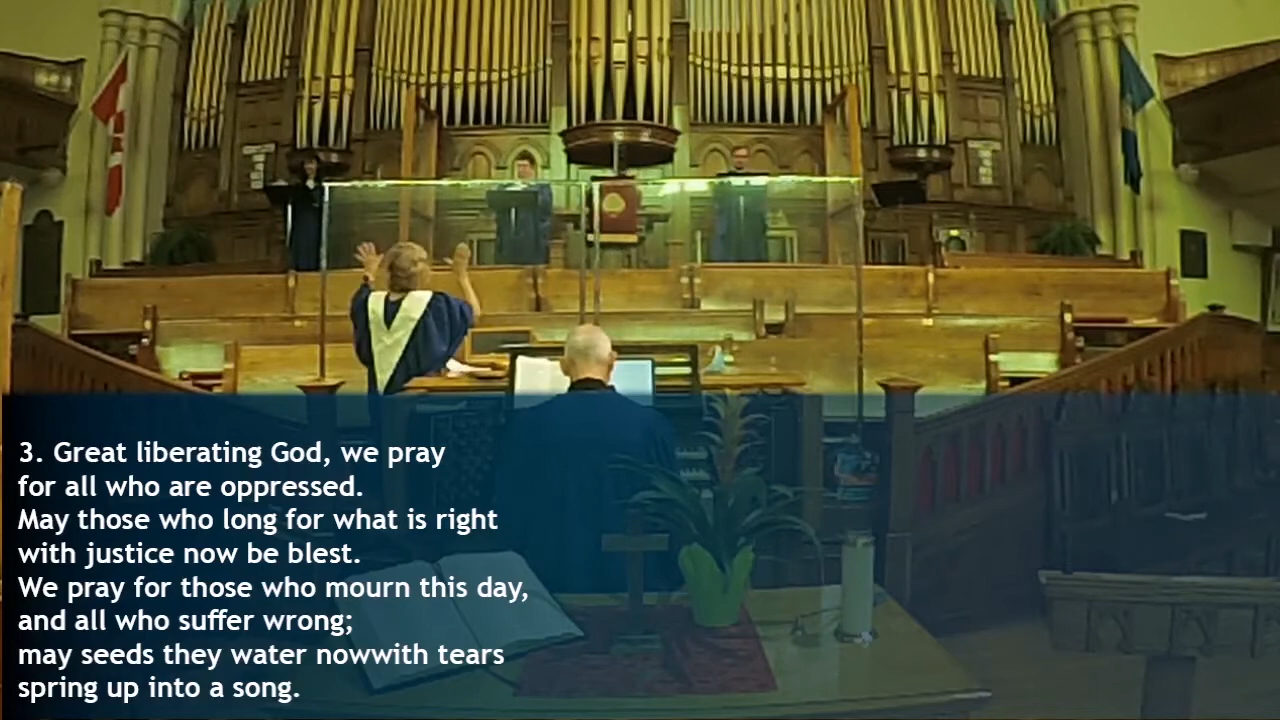 3. Great liberating God, we pray
for all who are oppressed.
May those who long for what is right
with justice now be blest.
We pray for those who mourn this day,
and all who suffer wrong;
may seeds they water nowwith tears
spring up into a song.